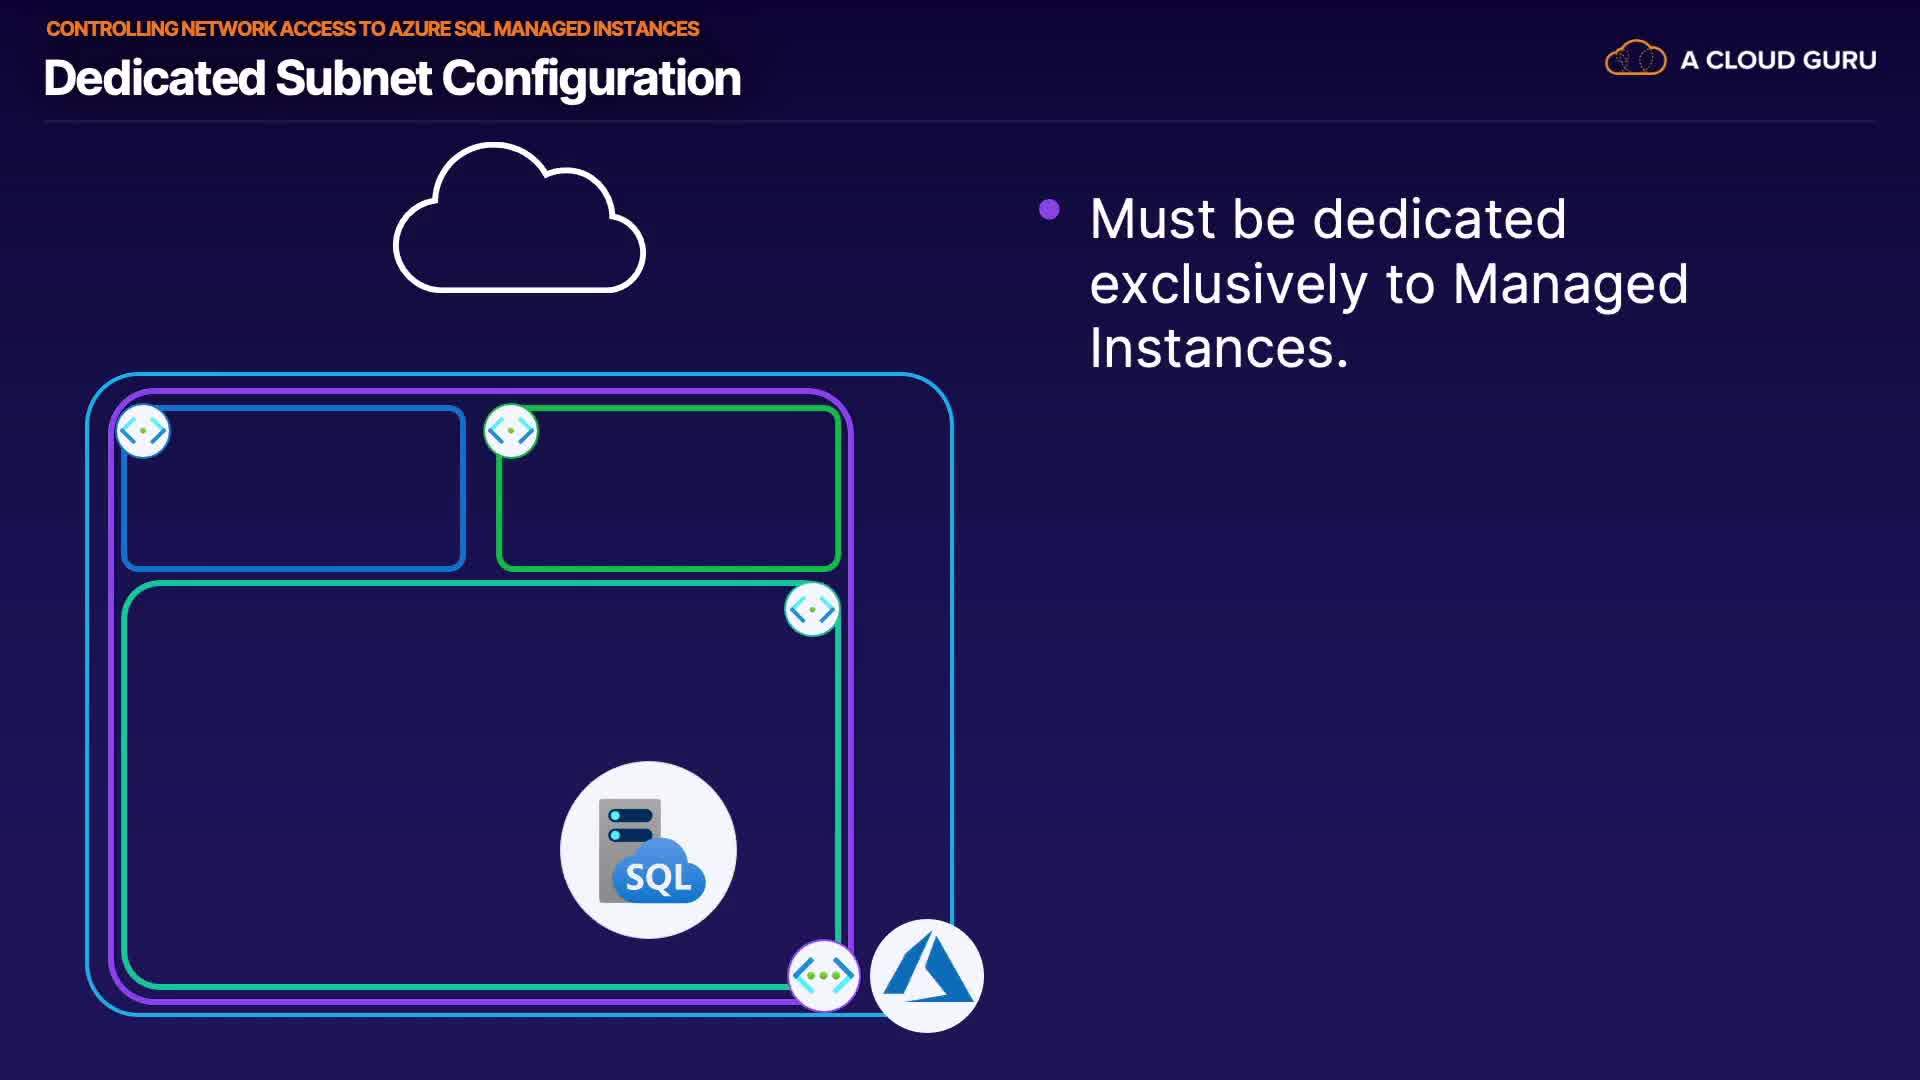 CONTROLLING NETWORK ACCESS TO AZURE SQL MANAGED INSTANCES
Dedicated Subnet Configuration
A CLOUD GURU
Must be dedicated
exclusively to Managed
Instances.
SQL